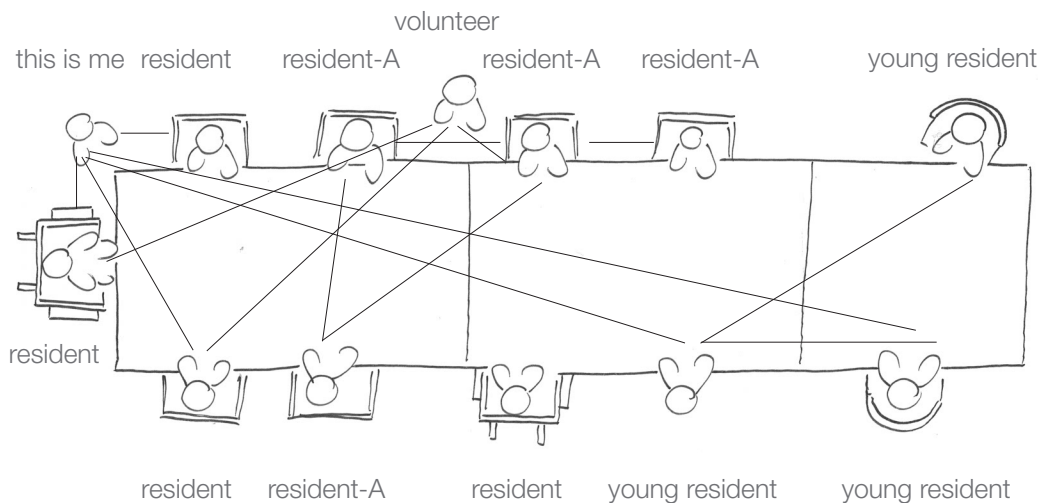 volunteer
this is me resident resident-A resident-A resident-A young resident
resident
resident resident-A resident young resident young resident